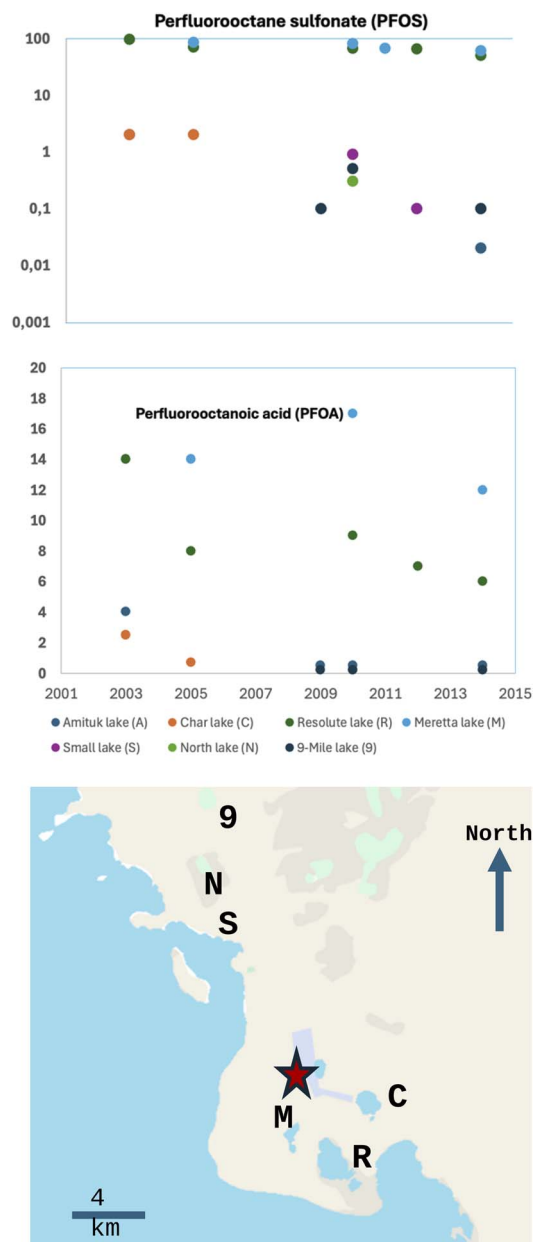 Perfluorooctane sulfonate (PFOS)
100
10
1
0,1
0,01
0,001
20
18
16
14
12
10
8
6
4
2
0
Perfluorooctanoic acid (PFOA)
2001 2003 2005 2007 2009 2011 2013 2015
Amituk lake (A) Char lake (C) Resolute lake (R) Meretta lake (M)
Small lake (S) North lake (N) 9-Mile lake (9)
9
North
N
S
C
M
R
4
km